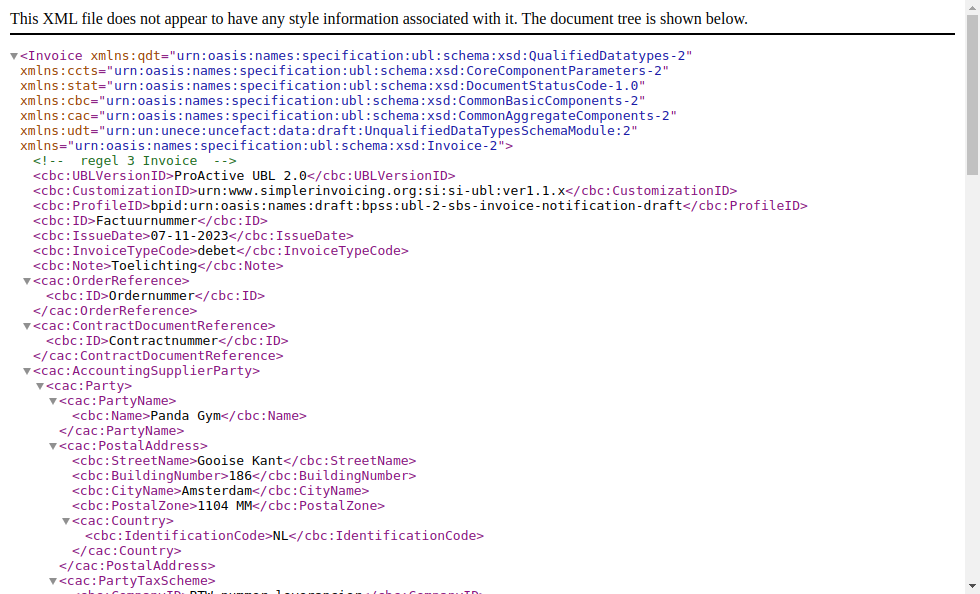 This XML file does not appear to have any style information associated with it. The document tree is shown below.
▼<Invoice xmlns:qdt="urn:oasis:names:specification:ubl:schema:xsd:QualifiedDatatypes-2"
xmlns:ccts="urn:oasis:names:specification:ubl:schema:xsd:CoreComponentParameters-2"
xmlns:stat="urn:oasis:names:specification:ubl:schema:xsd:DocumentStatusCode-1.0"
xmlns:cbc="urn:oasis:names:specification:ubl:schema:xsd:CommonBasicComponents-2"
xmlns:cac="urn:oasis:names:specification:ubl:schema:xsd:CommonAggregateComponents-2"
xmlns:udt="urn:un:unece:uncefact:data:draft:UnqualifiedDataTypesSchemaModule:2"
xmlns="urn:oasis:names:specification:ubl:schema:xsd:Invoice-2">
<!-- regel 3 Invoice -->
<cbc:UBLVersionID>ProActive UBL 2.0</cbc:UBLVersionID>
<cbc:CustomizationID>urn:www.simplerinvoicing.org:si:si-ubl:ver1.1.x</cbc:CustomizationID>
<cbc:ProfileID>bpid:urn:oasis:names:draft:bpss:ubl-2-sbs-invoice-notification-draft</cbc:ProfileID>
<cbc:ID>Factuurnummer</cbc:ID>
<cbc:IssueDate>07-11-2023</cbc:IssueDate>
<cbc:InvoiceTypeCode>debet</cbc:InvoiceTypeCode>
<cbc:Note>Toelichting</cbc:Note>
▼<cac:OrderReference>
<cbc:ID>Ordernummer</cbc:ID>
</cac:OrderReference>
▼<cac:ContractDocumentReference>
<cbc:ID>Contractnummer</cbc:ID>
</cac:ContractDocumentReference>
▼<cac:AccountingSupplierParty>
▼<cac:Party>
▼<cac:PartyName>
<cbc:Name>Panda Gym</cbc:Name>
</cac:PartyName>
▼<cac:PostalAddress>
<cbc:StreetName>Gooise Kant</cbc:StreetName>
<cbc:BuildingNumber>186</cbc:BuildingNumber>
<cbc:CityName>Amsterdam</cbc:CityName>
<cbc:PostalZone>1104 MM</cbc:PostalZone>
▼<cac:Country>
<cbc:IdentificationCode>NL</cbc:IdentificationCode>
</cac:Country>
</cac:PostalAddress>
▼<cac:PartyTaxScheme>